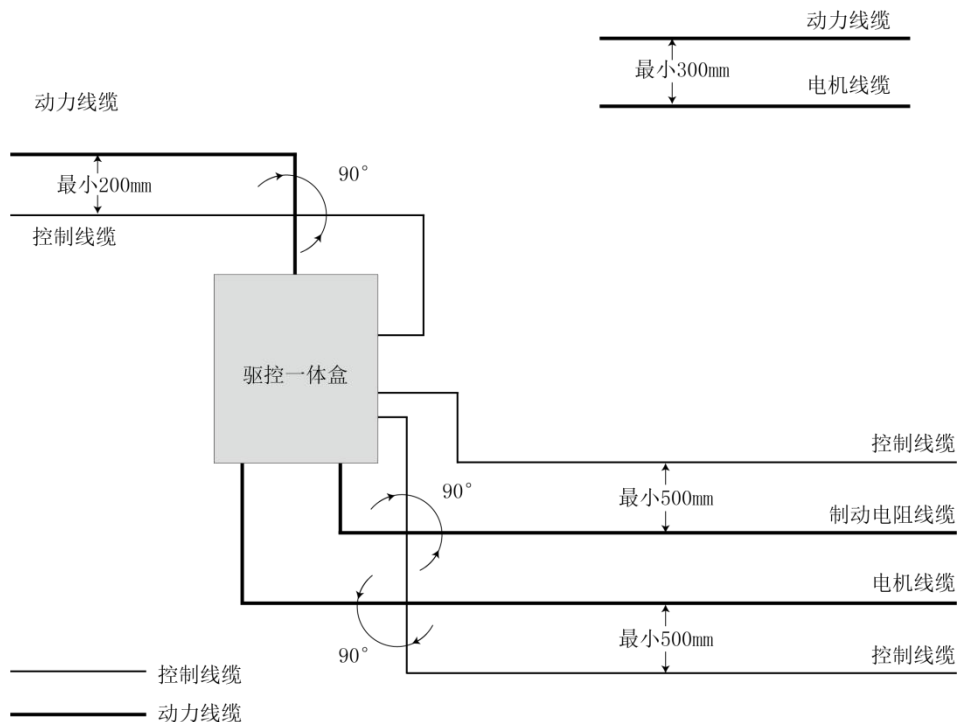 动力线缆
最小300mm
电机线缆
动力线缆
90°
最小200mm
控制线缆
驱控一体盒
控制线缆
90°
最小500mm
制动电阻线缆
电机线缆
最小500mm
90°
控制线缆
控制线缆
动力线缆